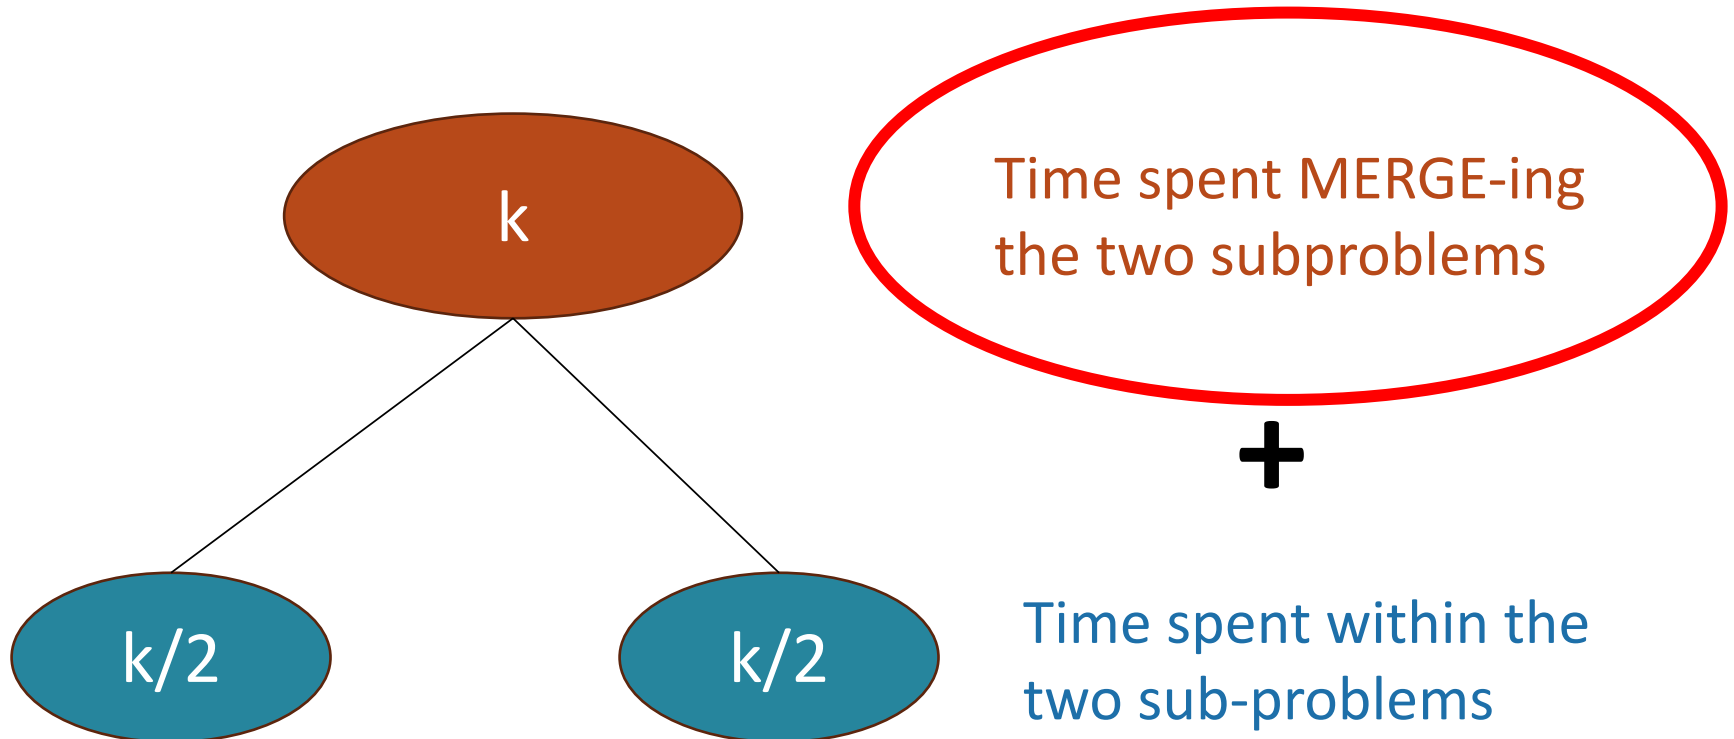 k
Time spent MERGE-ing
the two subproblems
+
k/2
k/2
Time spent within the
two sub-problems